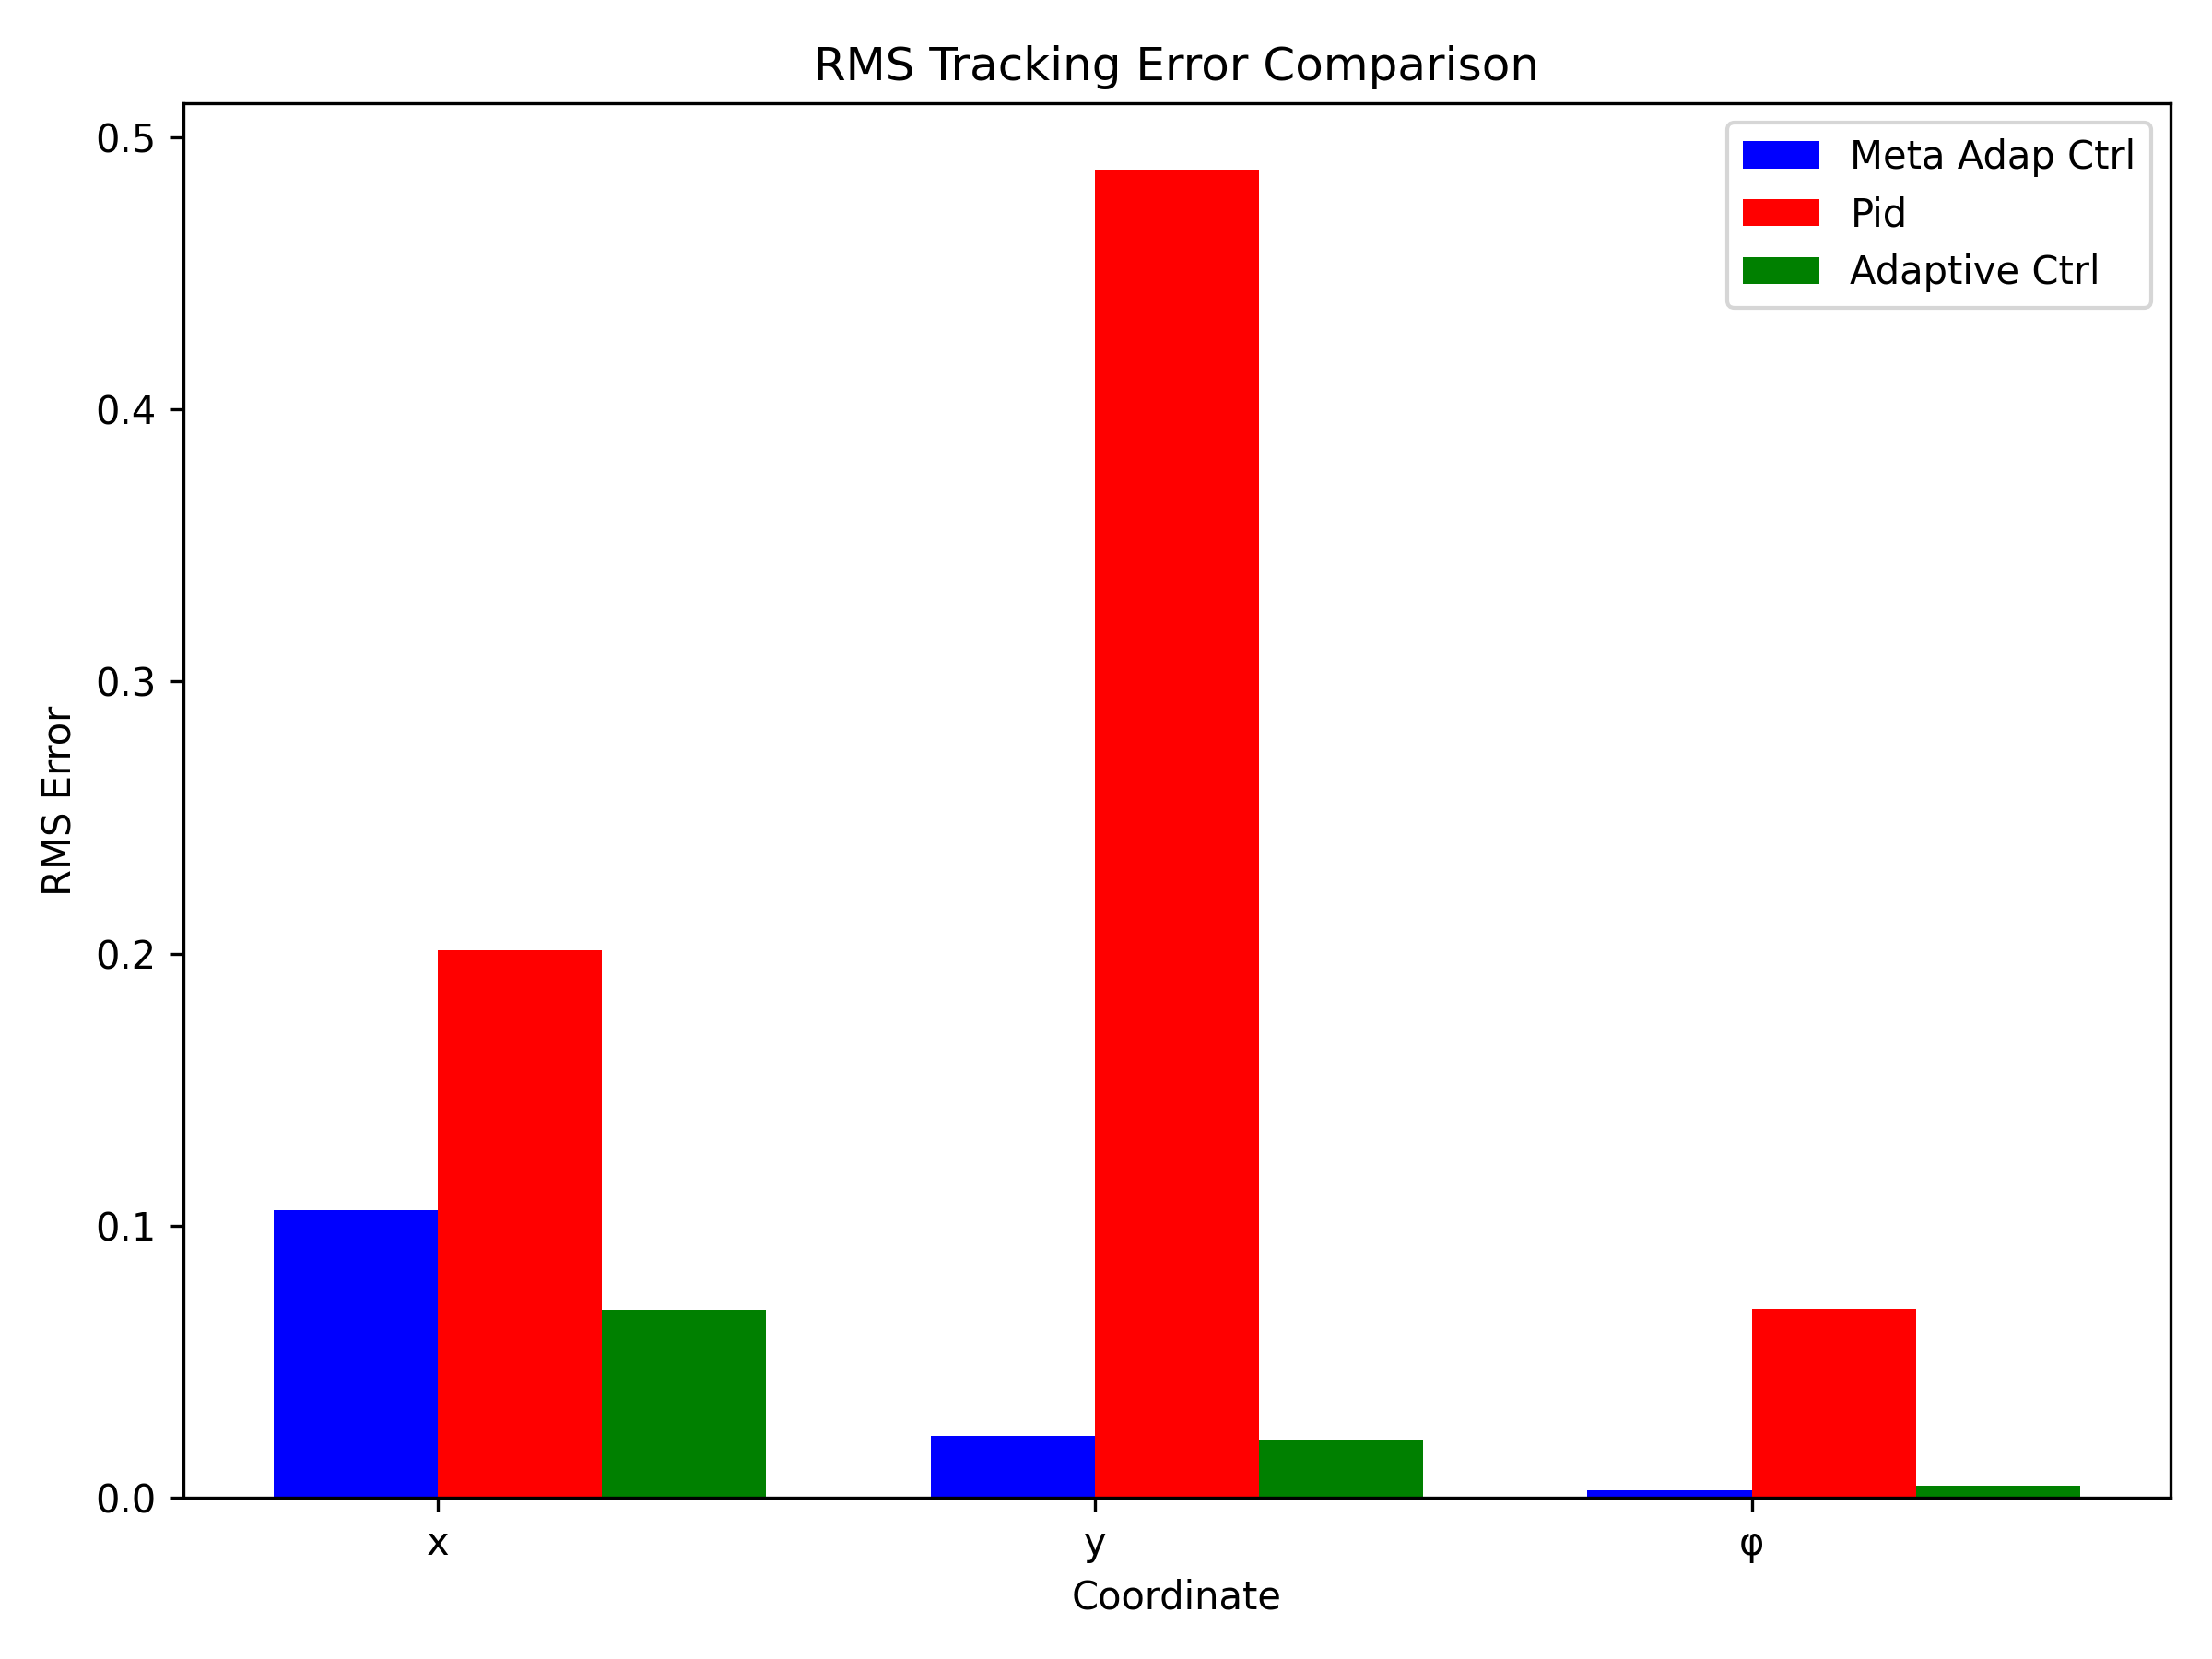 RMS Tracking Error Comparison
0.5
0.4
0.3
0.2
0.1
0.0
RMS Error
Meta Adap Ctrl
Pid
Adaptive Ctrl
x
y
φ
Coordinate